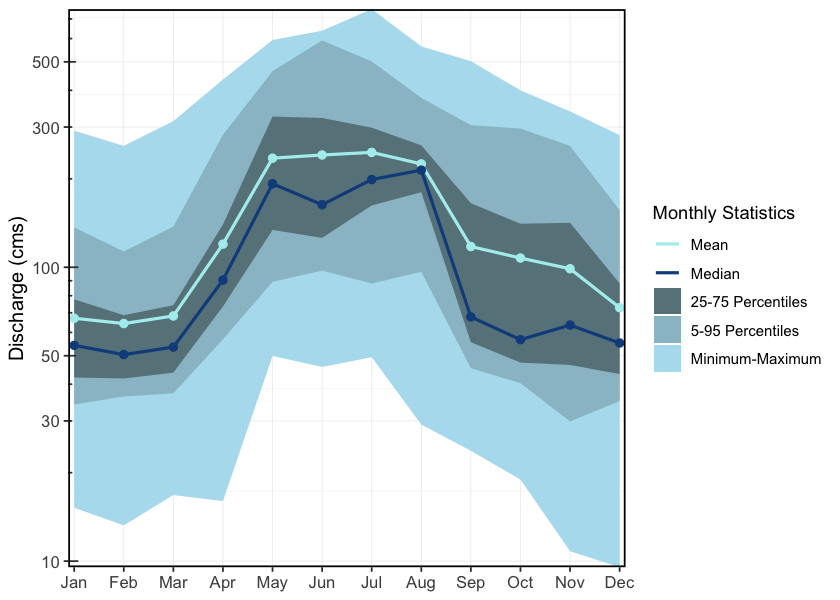 500
300
100
50
30
10
Discharge (cms)
Jan Feb Mar Apr May Jun Jul Aug Sep Oct Nov Dec
Monthly Statistics
Mean
Median
25-75 Percentiles
5-95 Percentiles
Minimum-Maximum